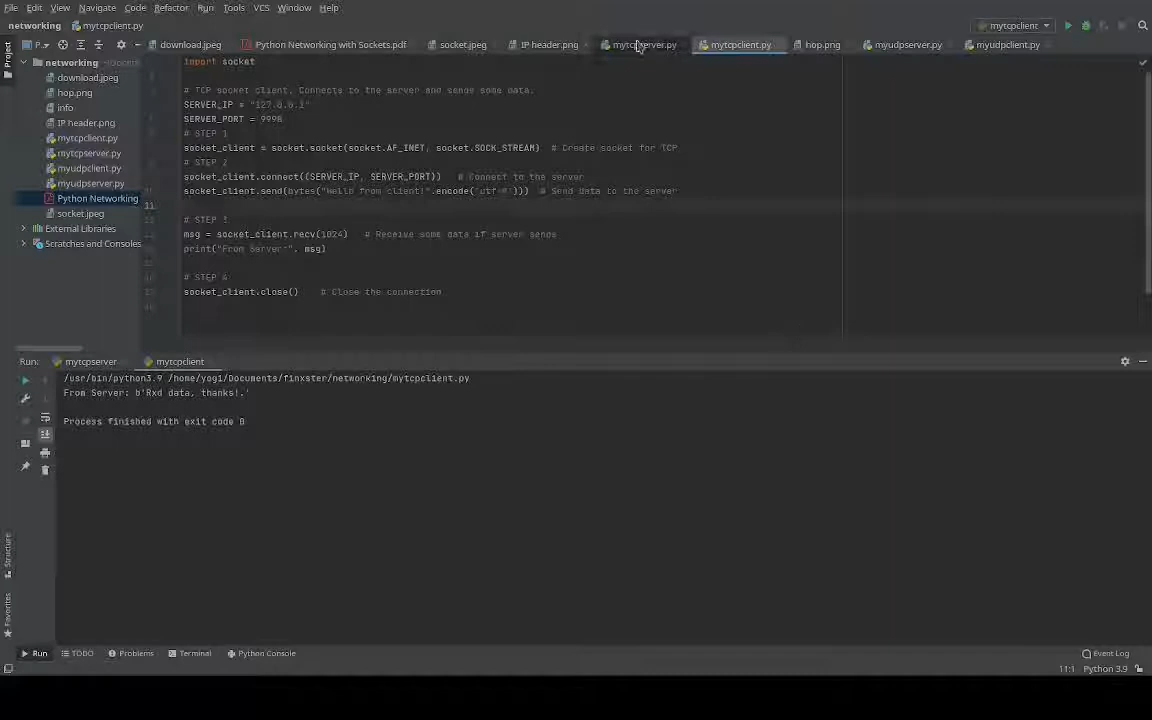 File Edit View Navigate Code Refactor Run Tools VCS Window Help
networking mytcpclient.py mytcpclient
Project P... download.jpeg Python Networking with Sockets.pdf socket.jpeg IP header.png mytcpserver.py mytcpclient.py hop.png myudpserver.py myudpclient.py
networking
download.jpeg
hop.png
info
IP header.png
mytcpclient.py
mytcpserver.py
myudpclient.py
myudpserver.py
Python Networking
socket.jpeg
External Libraries
Scratches and Consoles
import socket
# TCP socket client. Connects to the server and sends some data.
SERVER_IP = "127.0.0.1"
SERVER_PORT = 9998
# STEP 1
socket_client = socket.socket(socket.AF_INET, socket.SOCK_STREAM) # Create socket for TCP
# STEP 2
socket_client.connect((SERVER_IP, SERVER_PORT)) # Connect to the server
socket_client.send(bytes("Hello from client!".encode("utf-8"))) # Send data to the server
11
# STEP 3
msg = socket_client.recv(1024) # Receive some data if server sends
print("From Server:", msg)
# STEP 4
socket_client.close() # Close the connection
Run: mytcpserver mytcpclient
/usr/bin/python3.9 /home/yogi/Documents/finxster/networking/mytcpclient.py
From Server: b'Rxd data, thanks!.'
Process finished with exit code 0
Structure
Favorites
Run TODO Problems Terminal Python Console Event Log
11:1 Python 3.9